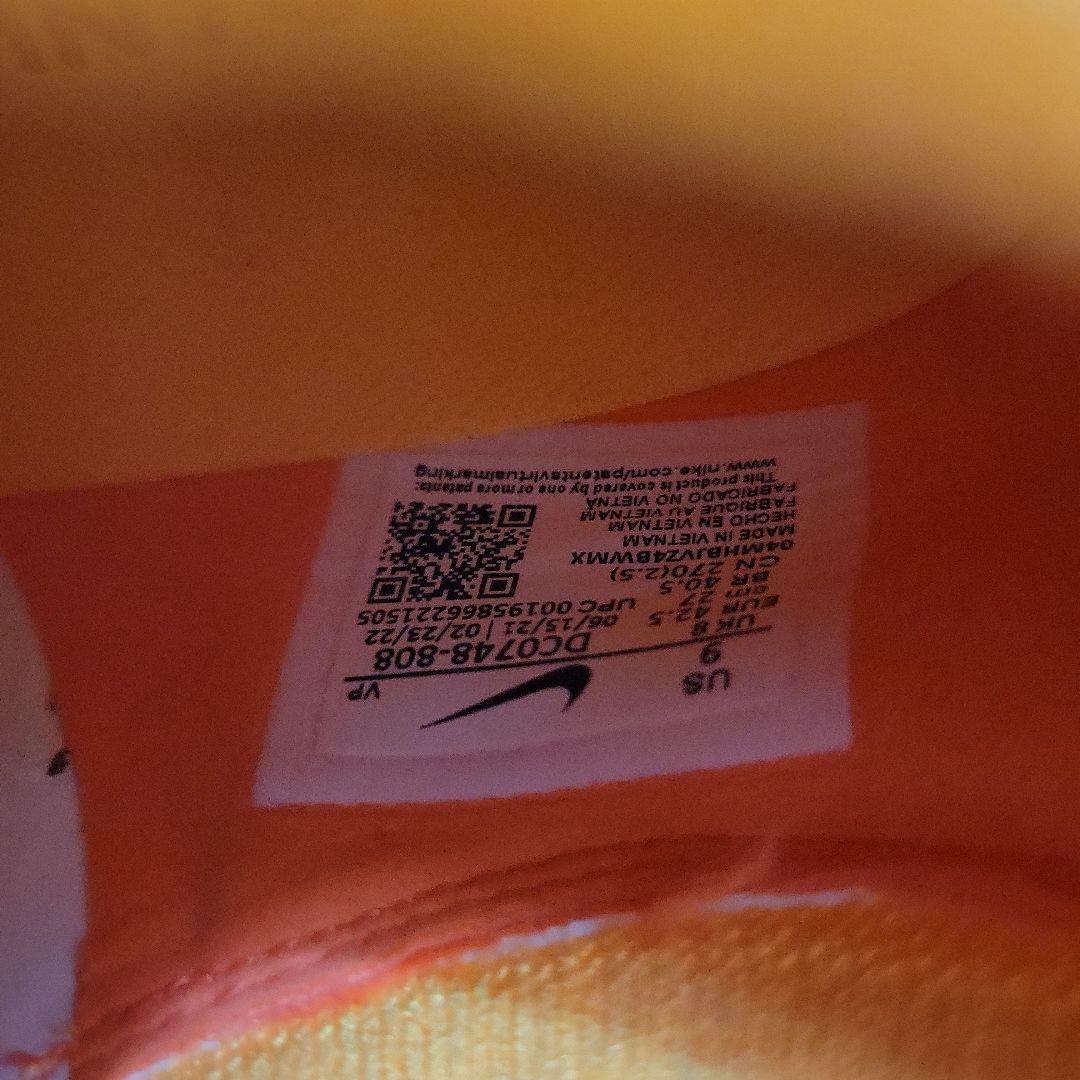 US 9
VP
DC0748-808
UK 8
06/15/21 | 02/23/22
EUR 42.5
UPC 00195866221505
cm 27
BR 40.5
CN 270(2.5)
04MHBJVZ4BWMX
MADE IN VIETNAM
HECHO EN VIETNAM
FABRIQUE AU VIETNAM
FABRICADO NO VIETNÃ
This product is covered by one or more patents:
www.nike.com/patentsvirtualmarking